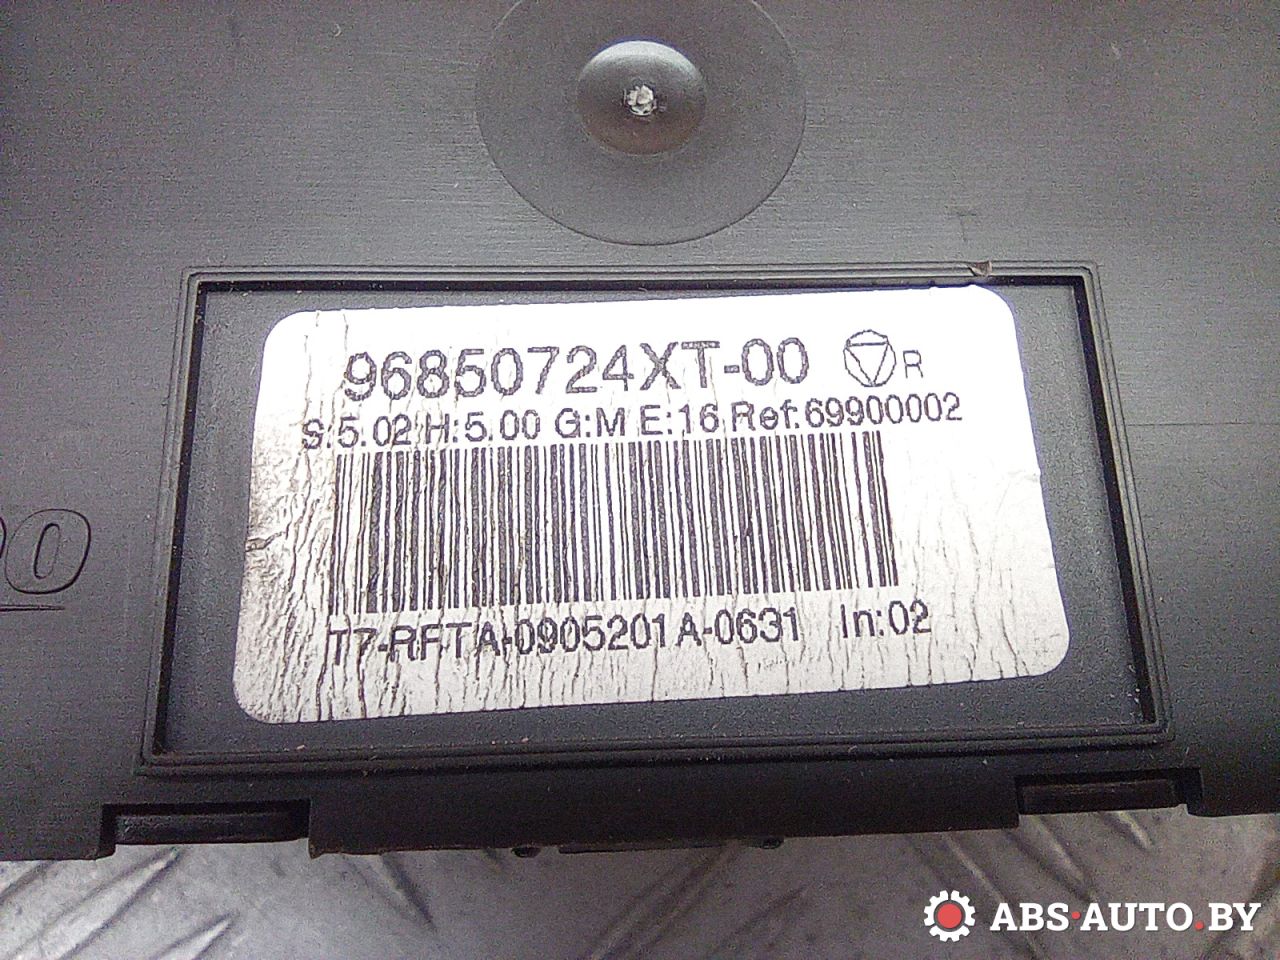 96850724XT-00 R
S:5.02 H:5.00 G:M E:16 Ref:69900002
T7-RFTA-0905201A-0631 In:02
ABS·AUTO.BY